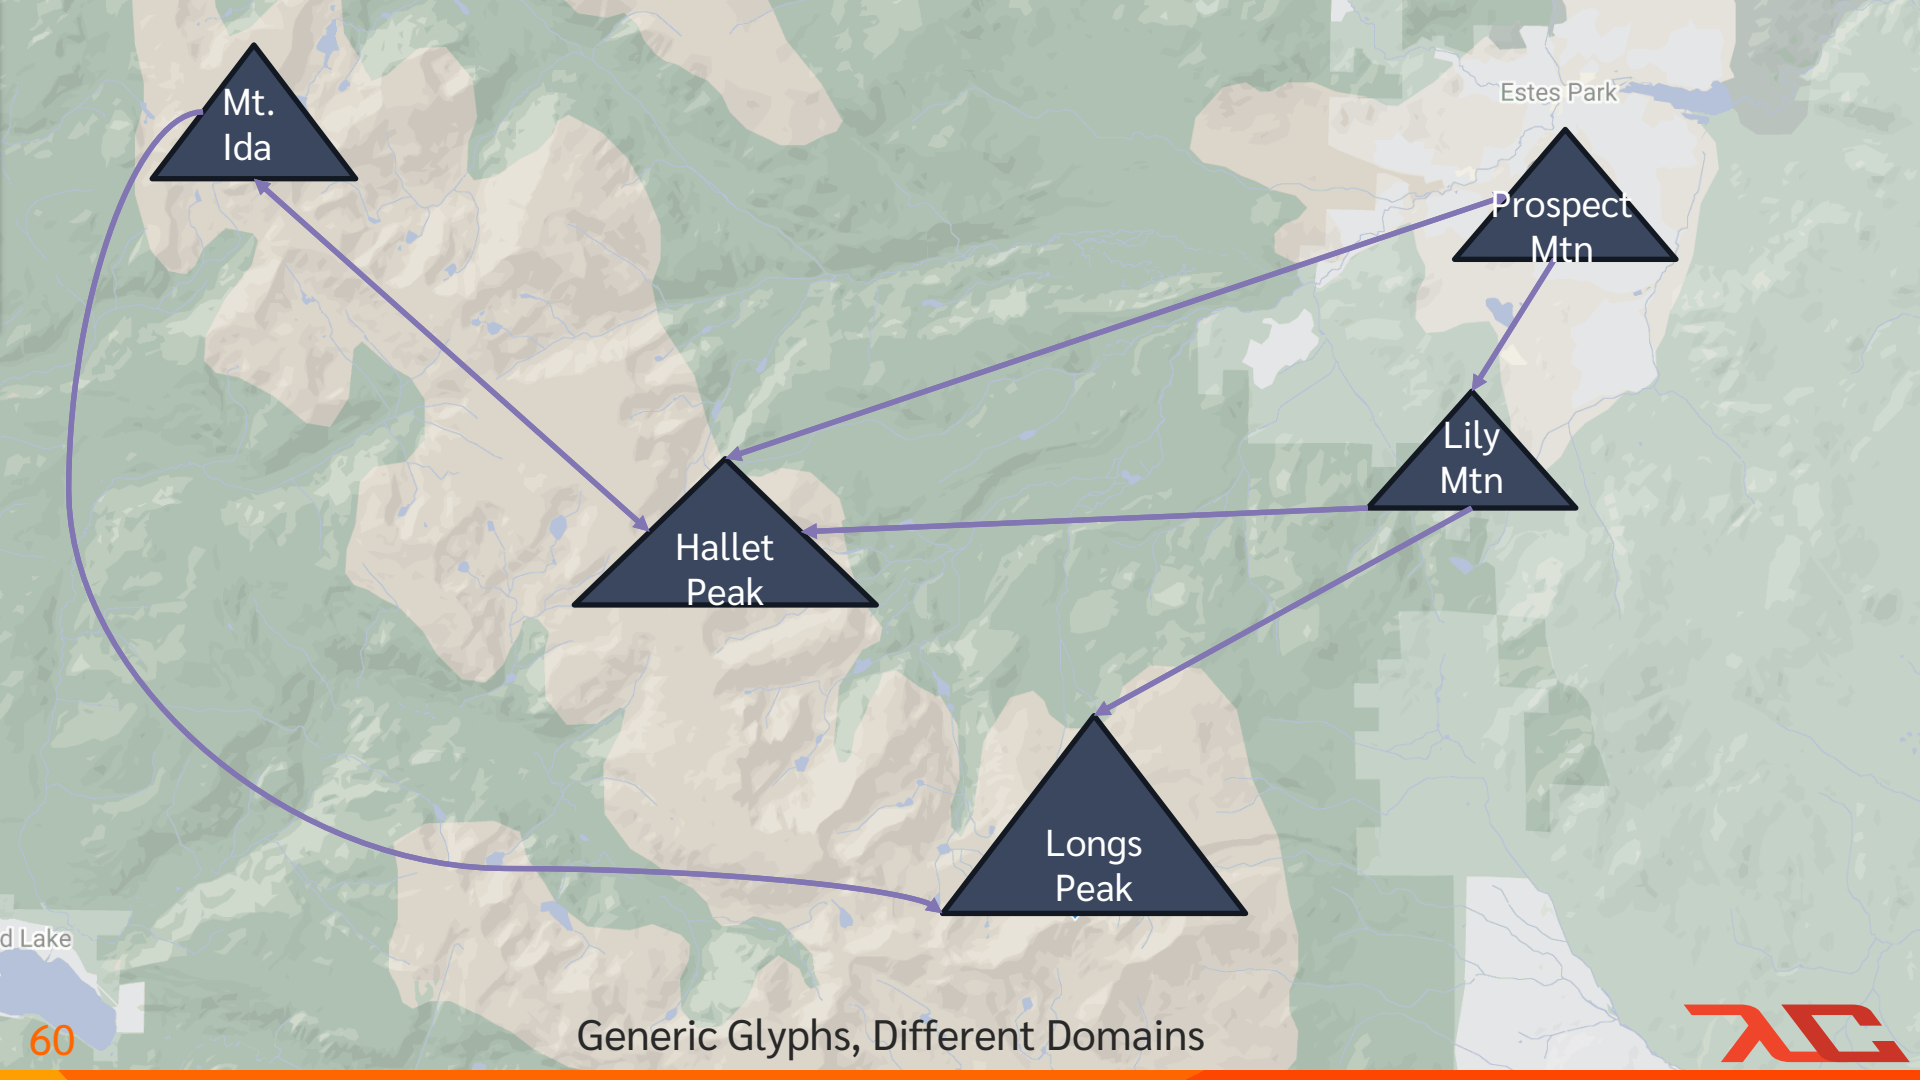 Mt.
Ida
Estes Park
Prospect
Mtn
Lily
Mtn
Hallet
Peak
Longs
Peak
d Lake
60
Generic Glyphs, Different Domains